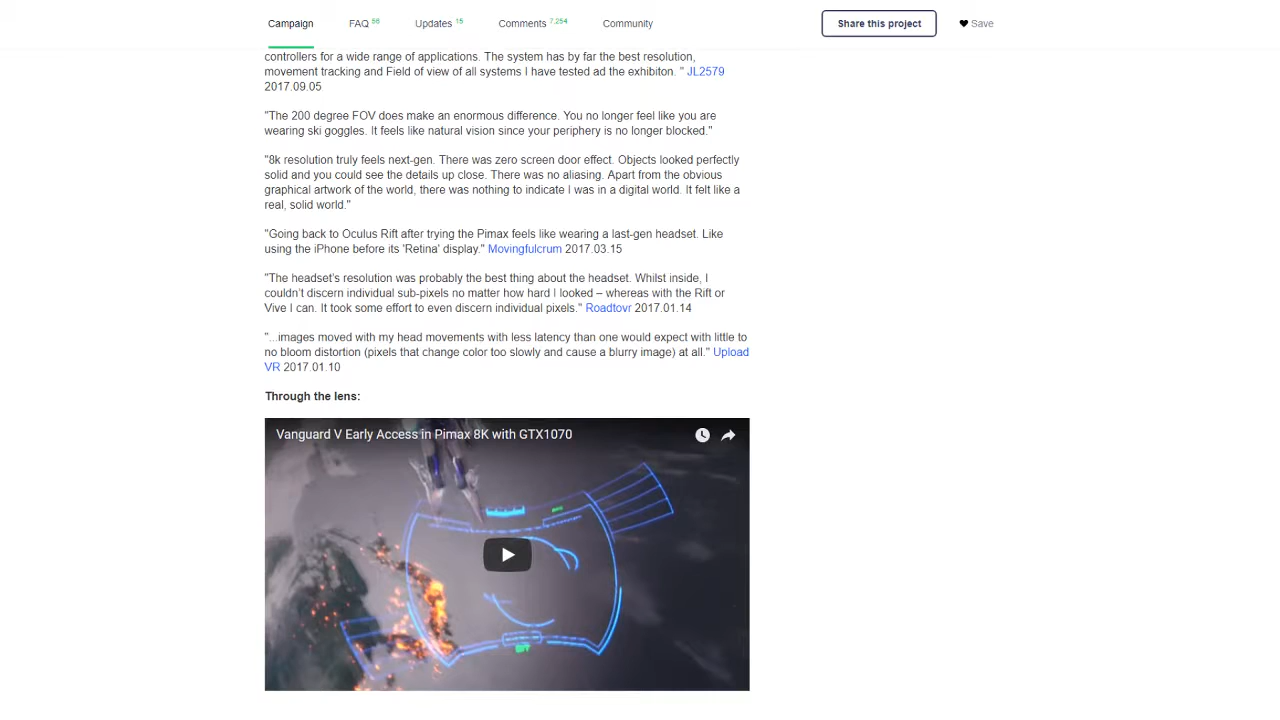 Campaign FAQ 56 Updates 15 Comments 7,254 Community Share this project Save
controllers for a wide range of applications. The system has by far the best resolution,
movement tracking and Field of view of all systems I have tested ad the exhibiton. " JL2579
2017.09.05
"The 200 degree FOV does make an enormous difference. You no longer feel like you are
wearing ski goggles. It feels like natural vision since your periphery is no longer blocked."
"8k resolution truly feels next-gen. There was zero screen door effect. Objects looked perfectly
solid and you could see the details up close. There was no aliasing. Apart from the obvious
graphical artwork of the world, there was nothing to indicate I was in a digital world. It felt like a
real, solid world."
"Going back to Oculus Rift after trying the Pimax feels like wearing a last-gen headset. Like
using the iPhone before its 'Retina' display." Movingfulcrum 2017.03.15
"The headset's resolution was probably the best thing about the headset. Whilst inside, I
couldn't discern individual sub-pixels no matter how hard I looked – whereas with the Rift or
Vive I can. It took some effort to even discern individual pixels." Roadtovr 2017.01.14
"...images moved with my head movements with less latency than one would expect with little to
no bloom distortion (pixels that change color too slowly and cause a blurry image) at all." Upload
VR 2017.01.10
Through the lens:
Vanguard V Early Access in Pimax 8K with GTX1070